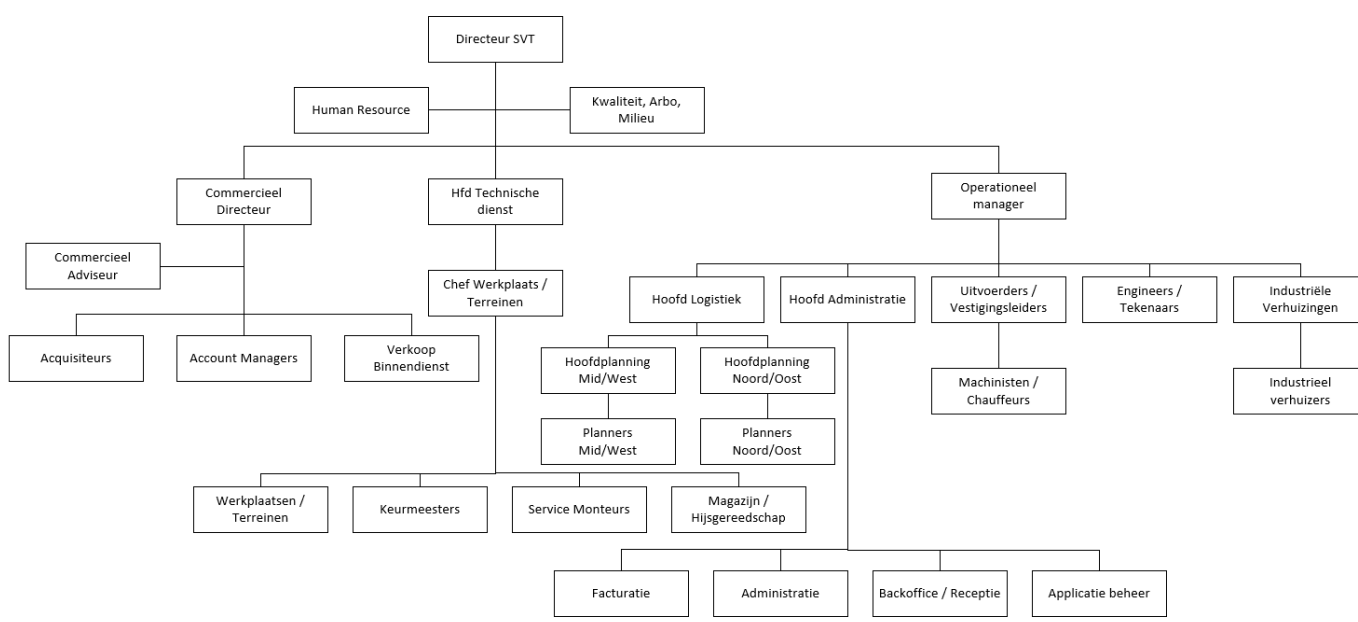 Directeur SVT
Human Resource
Kwaliteit, Arbo,
Milieu
Commercieel
Directeur
Hfd Technische
dienst
Operationeel
manager
Commercieel
Adviseur
Chef Werkplaats /
Terreinen
Hoofd Logistiek
Hoofd Administratie
Uitvoerders /
Vestigingsleiders
Engineers /
Tekenaars
Industriële
Verhuizingen
Acquisiteurs
Account Managers
Verkoop
Binnendienst
Hoofdplanning
Mid/West
Hoofdplanning
Noord/Oost
Machinisten /
Chauffeurs
Industrieel
verhuizers
Planners
Mid/West
Planners
Noord/Oost
Werkplaatsen /
Terreinen
Keurmeesters
Service Monteurs
Magazijn /
Hijsgereedschap
Facturatie
Administratie
Backoffice / Receptie
Applicatie beheer